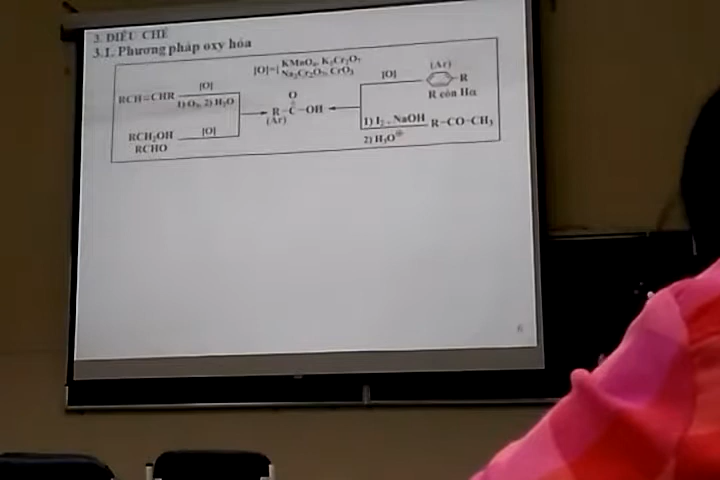 3. ĐIỀU CHẾ
3.1. Phương pháp oxy hóa
[O]={ KMnO₄, K₂Cr₂O₇
Na₂Cr₂O₇, CrO₃
RCH=CHR
[O]
1) O₃, 2) H₂O
RCH₂OH
RCHO
[O]
O
R–C–OH
(Ar)
[O]
(Ar)
R
R còn Hα
1) I₂ , NaOH
2) H₃O⊕
R–CO–CH₃
6